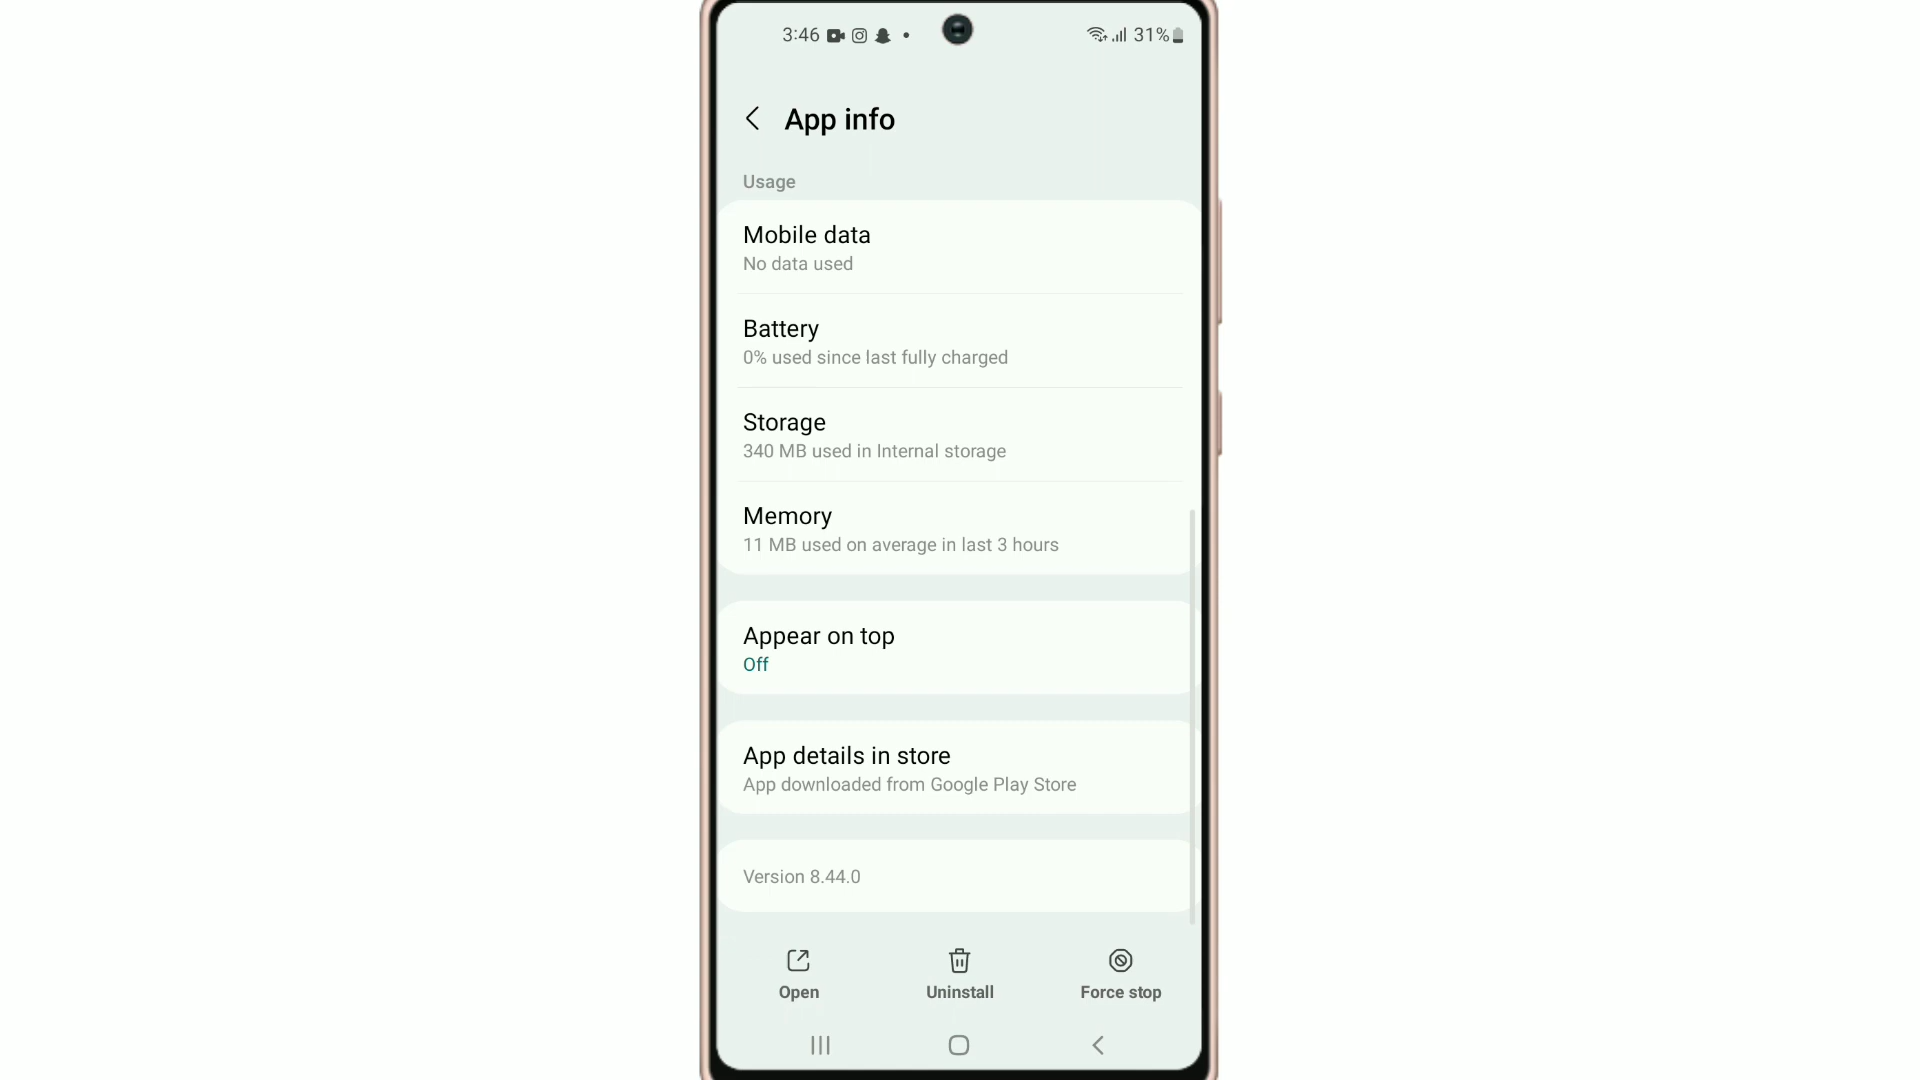 3:46
31%
App info
Usage
Mobile data
No data used
Battery
0% used since last fully charged
Storage
340 MB used in Internal storage
Memory
11 MB used on average in last 3 hours
Appear on top
Off
App details in store
App downloaded from Google Play Store
Version 8.44.0
Open
Uninstall
Force stop